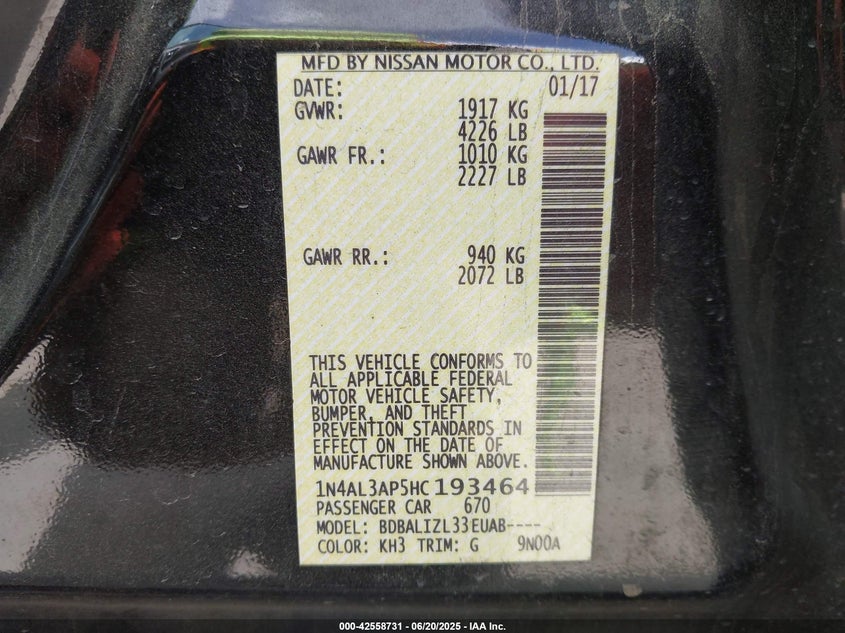 MFD BY NISSAN MOTOR CO., LTD.
DATE: 01/17
GVWR: 1917 KG
4226 LB
GAWR FR.: 1010 KG
2227 LB
GAWR RR.: 940 KG
2072 LB
THIS VEHICLE CONFORMS TO
ALL APPLICABLE FEDERAL
MOTOR VEHICLE SAFETY,
BUMPER, AND THEFT
PREVENTION STANDARDS IN
EFFECT ON THE DATE OF
MANUFACTURE SHOWN ABOVE.
1N4AL3AP5HC193464
PASSENGER CAR 670
MODEL: BDBALIZL33EUAB----
COLOR: KH3 TRIM: G 9N00A
000-42558731 - 06/20/2025 - IAA Inc.